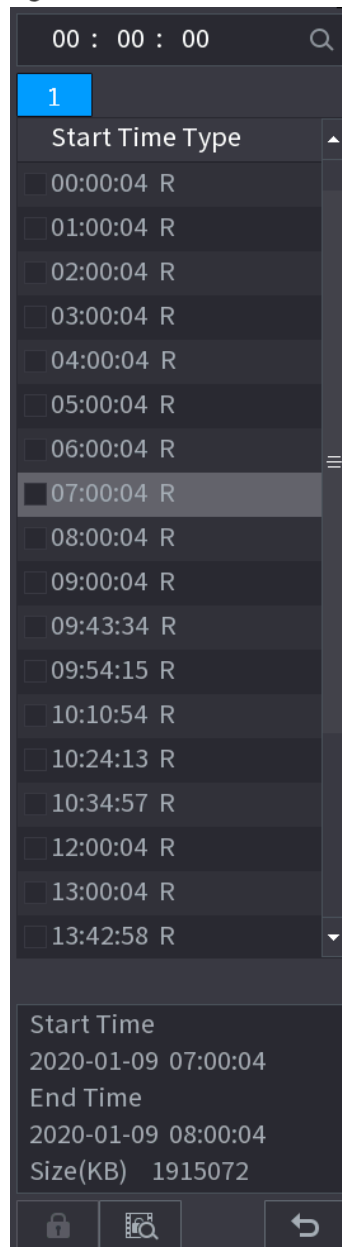 00 : 00 : 00
1
Start Time Type
00:00:04 R
01:00:04 R
02:00:04 R
03:00:04 R
04:00:04 R
05:00:04 R
06:00:04 R
07:00:04 R
08:00:04 R
09:00:04 R
09:43:34 R
09:54:15 R
10:10:54 R
10:24:13 R
10:34:57 R
12:00:04 R
13:00:04 R
13:42:58 R
Start Time
2020-01-09 07:00:04
End Time
2020-01-09 08:00:04
Size(KB) 1915072